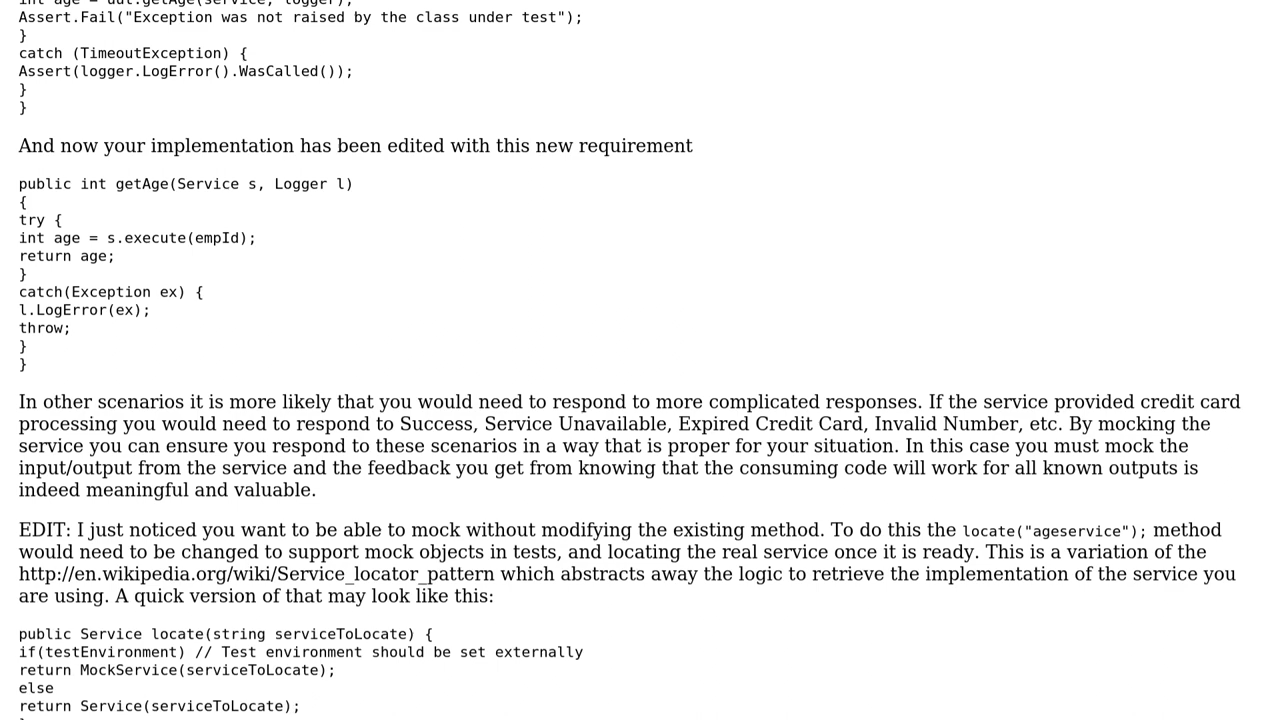 int age = uut.getAge(service, logger);
Assert.Fail("Exception was not raised by the class under test");
}
catch (TimeoutException) {
Assert(logger.LogError().WasCalled());
}
}
And now your implementation has been edited with this new requirement
public int getAge(Service s, Logger l)
{
try {
int age = s.execute(empId);
return age;
}
catch(Exception ex) {
l.LogError(ex);
throw;
}
}
In other scenarios it is more likely that you would need to respond to more complicated responses. If the service provided credit card
processing you would need to respond to Success, Service Unavailable, Expired Credit Card, Invalid Number, etc. By mocking the
service you can ensure you respond to these scenarios in a way that is proper for your situation. In this case you must mock the
input/output from the service and the feedback you get from knowing that the consuming code will work for all known outputs is
indeed meaningful and valuable.
EDIT: I just noticed you want to be able to mock without modifying the existing method. To do this the locate("ageservice"); method
would need to be changed to support mock objects in tests, and locating the real service once it is ready. This is a variation of the
http://en.wikipedia.org/wiki/Service_locator_pattern which abstracts away the logic to retrieve the implementation of the service you
are using. A quick version of that may look like this:
public Service locate(string serviceToLocate) {
if(testEnvironment) // Test environment should be set externally
return MockService(serviceToLocate);
else
return Service(serviceToLocate);
}